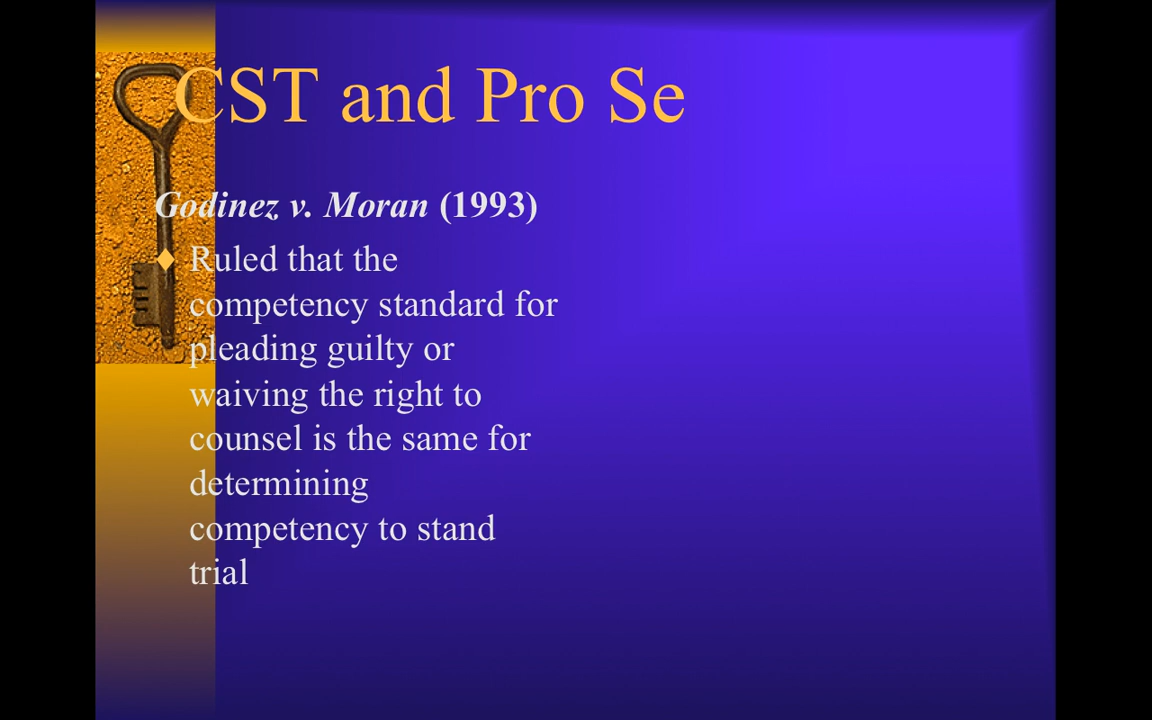 CST and Pro Se
Godinez v. Moran (1993)
Ruled that the
competency standard for
pleading guilty or
waiving the right to
counsel is the same for
determining
competency to stand
trial